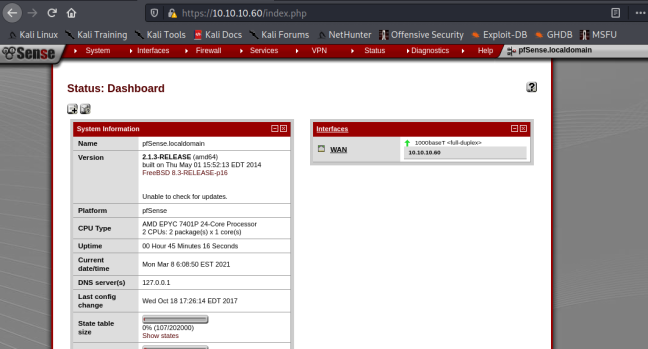 https://10.10.10.60/index.php
Kali Linux Kali Training Kali Tools Kali Docs Kali Forums NetHunter Offensive Security Exploit-DB GHDB MSFU
Sense System Interfaces Firewall Services VPN Status Diagnostics Help pfSense.localdomain
Status: Dashboard
System Information
Name pfSense.localdomain
Version 2.1.3-RELEASE (amd64)
built on Thu May 01 15:52:13 EDT 2014
FreeBSD 8.3-RELEASE-p16
Unable to check for updates.
Platform pfSense
CPU Type AMD EPYC 7401P 24-Core Processor
2 CPUs: 2 package(s) x 1 core(s)
Uptime 00 Hour 45 Minutes 16 Seconds
Current
date/time Mon Mar 8 6:08:50 EST 2021
DNS server(s) 127.0.0.1
Last config
change Wed Oct 18 17:26:14 EDT 2017
State table
size 0% (107/202000)
Show states
Interfaces
WAN 1000baseT <full-duplex>
10.10.10.60